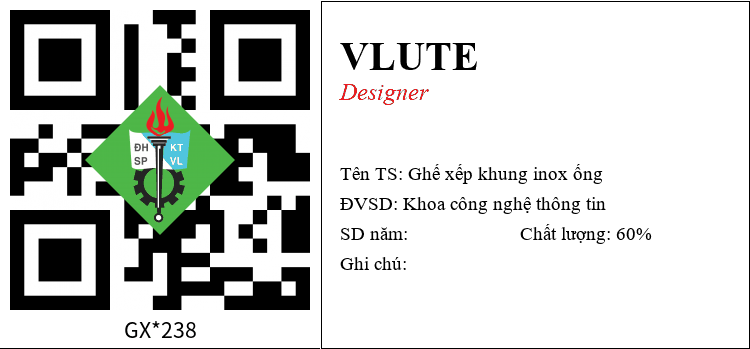 ĐH
SP
KT
VL
GX*238
VLUTE
Designer
Tên TS: Ghế xếp khung inox ống
ĐVSD: Khoa công nghệ thông tin
SD năm: Chất lượng: 60%
Ghi chú: